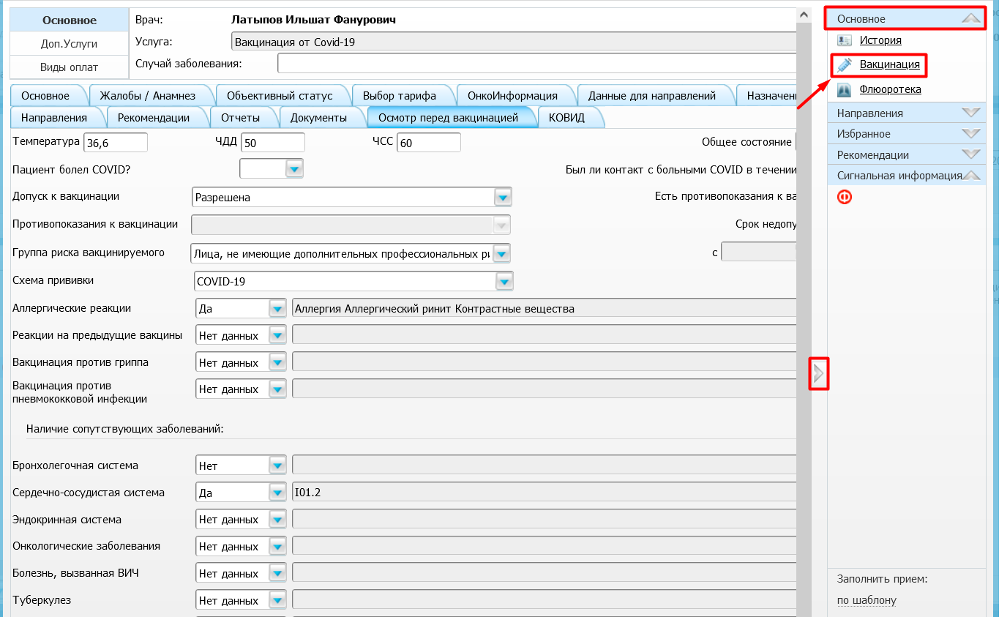 Основное
Доп.Услуги
Виды оплат
Врач: Латыпов Ильшат Фанурович
Услуга: Вакцинация от Covid-19
Случай заболевания:
Основное Жалобы / Анамнез Объективный статус Выбор тарифа ОнкоИнформация Данные для направлений Назначен
Направления Рекомендации Отчеты Документы Осмотр перед вакцинацией КОВИД
Температура 36,6 ЧДД 50 ЧСС 60 Общее состояние
Пациент болел COVID? Был ли контакт с больными COVID в течении
Допуск к вакцинации Разрешена Есть противопоказания к ва
Противопоказания к вакцинации Срок недопу
Группа риска вакцинируемого Лица, не имеющие дополнительных профессиональных ри с
Схема прививки COVID-19
Аллергические реакции Да Аллергия Аллергический ринит Контрастные вещества
Реакции на предыдущие вакцины Нет данных
Вакцинация против гриппа Нет данных
Вакцинация против
пневмококковой инфекции Нет данных
Наличие сопутствующих заболеваний:
Бронхолегочная система Нет
Сердечно-сосудистая система Да I01.2
Эндокринная система Нет данных
Онкологические заболевания Нет данных
Болезнь, вызванная ВИЧ Нет данных
Туберкулез Нет данных
Основное
История
Вакцинация
Флюоротека
Направления
Избранное
Рекомендации
Сигнальная информация
Заполнить прием:
по шаблону